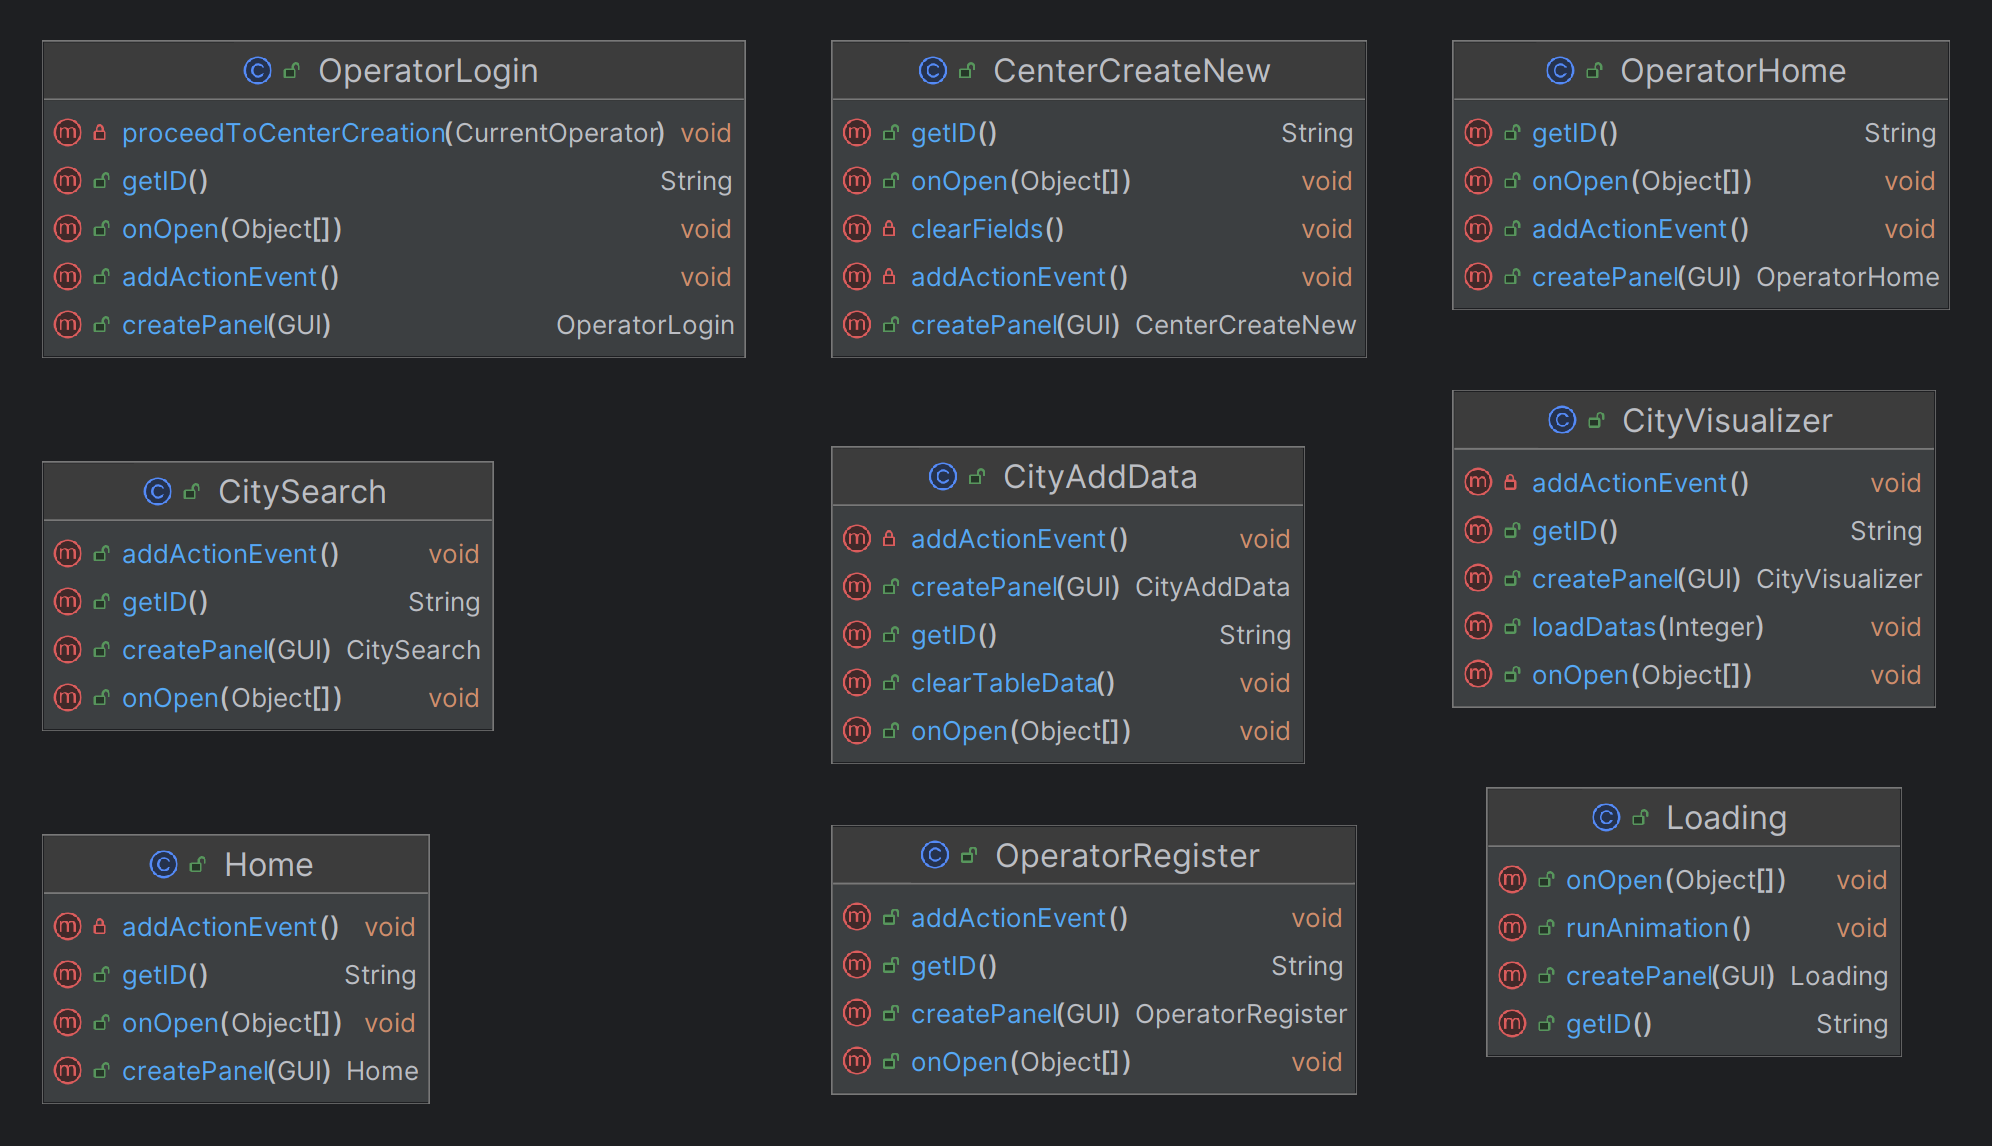 OperatorLogin
proceedToCenterCreation(CurrentOperator) void
getID() String
onOpen(Object[]) void
addActionEvent() void
createPanel(GUI) OperatorLogin
CenterCreateNew
getID() String
onOpen(Object[]) void
clearFields() void
addActionEvent() void
createPanel(GUI) CenterCreateNew
OperatorHome
getID() String
onOpen(Object[]) void
addActionEvent() void
createPanel(GUI) OperatorHome
CitySearch
addActionEvent() void
getID() String
createPanel(GUI) CitySearch
onOpen(Object[]) void
CityAddData
addActionEvent() void
createPanel(GUI) CityAddData
getID() String
clearTableData() void
onOpen(Object[]) void
CityVisualizer
addActionEvent() void
getID() String
createPanel(GUI) CityVisualizer
loadDatas(Integer) void
onOpen(Object[]) void
Home
addActionEvent() void
getID() String
onOpen(Object[]) void
createPanel(GUI) Home
OperatorRegister
addActionEvent() void
getID() String
createPanel(GUI) OperatorRegister
onOpen(Object[]) void
Loading
onOpen(Object[]) void
runAnimation() void
createPanel(GUI) Loading
getID() String